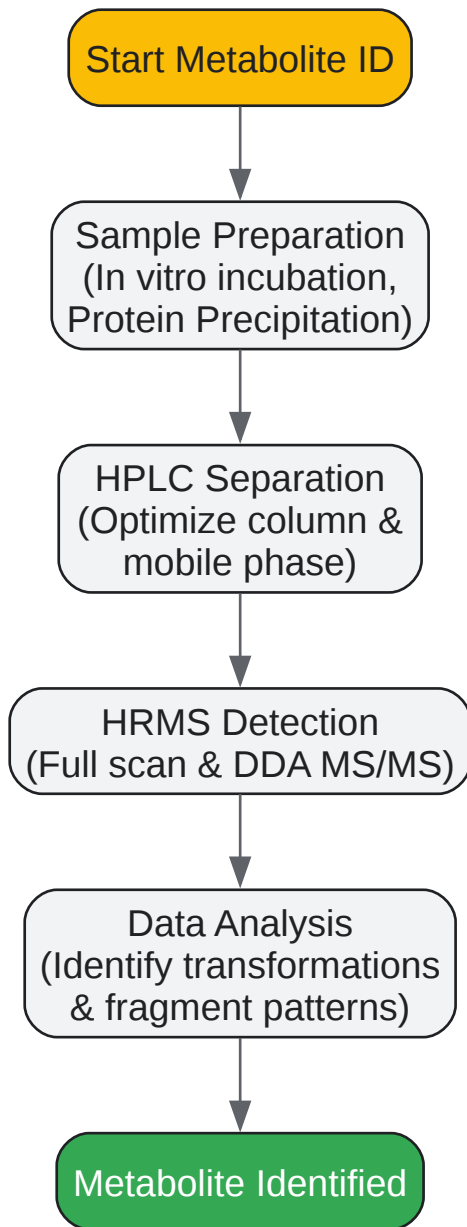 Start Metabolite ID
Sample Preparation
(In vitro incubation,
Protein Precipitation)
HPLC Separation
(Optimize column &
mobile phase)
HRMS Detection
(Full scan & DDA MS/MS)
Data Analysis
(Identify transformations
& fragment patterns)
Metabolite Identified